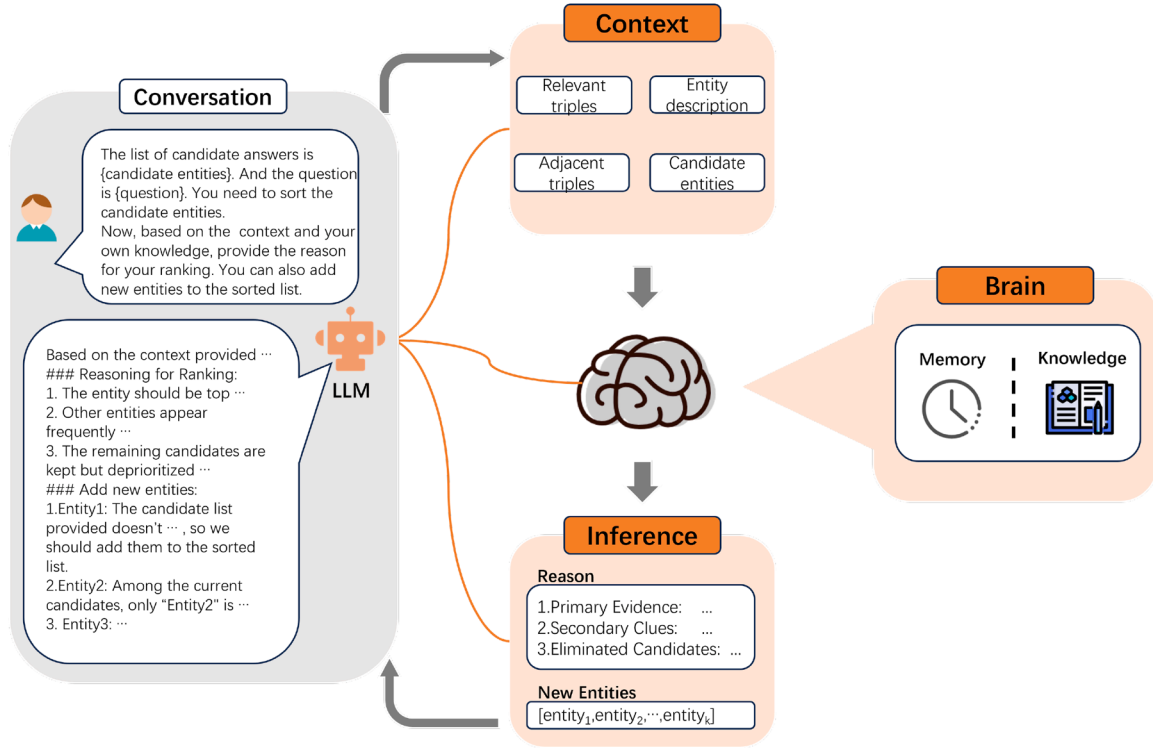 Conversation
The list of candidate answers is
{candidate entities}. And the question
is {question}. You need to sort the
candidate entities.
Now, based on the  context and your
own knowledge, provide the reason
for your ranking. You can also add
new entities to the sorted list.
LLM
Based on the context provided ···
### Reasoning for Ranking:
1. The entity should be top ···
2. Other entities appear
frequently ···
3. The remaining candidates are
kept but deprioritized ···
### Add new entities:
1.Entity1: The candidate list
provided doesn't ··· , so we
should add them to the sorted
list.
2.Entity2: Among the current
candidates, only “Entity2” is ···
3. Entity3: ···
Context
Relevant
triples
Entity
description
Adjacent
triples
Candidate
entities
Brain
Memory
Knowledge
Inference
Reason
1.Primary Evidence: ...
2.Secondary Clues: ...
3.Eliminated Candidates: ...
New Entities
[entity₁,entity₂,···,entityₖ]